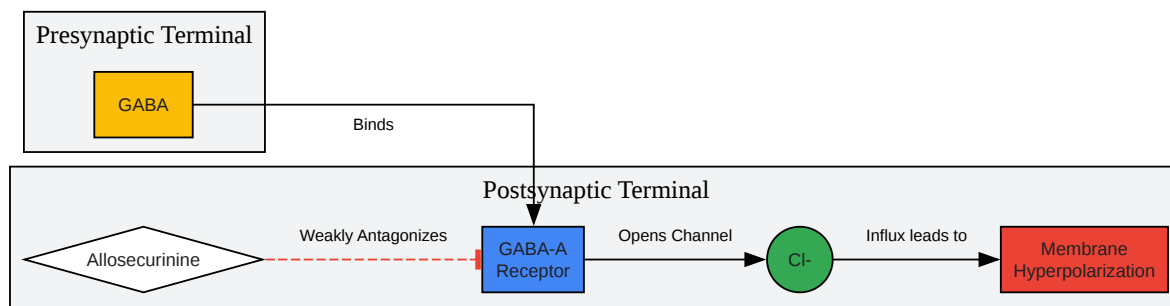 Presynaptic Terminal
GABA
Binds
Postsynaptic Terminal
Allosecurinine
Weakly Antagonizes
GABA-A
Receptor
Opens Channel
Cl-
Influx leads to
Membrane
Hyperpolarization